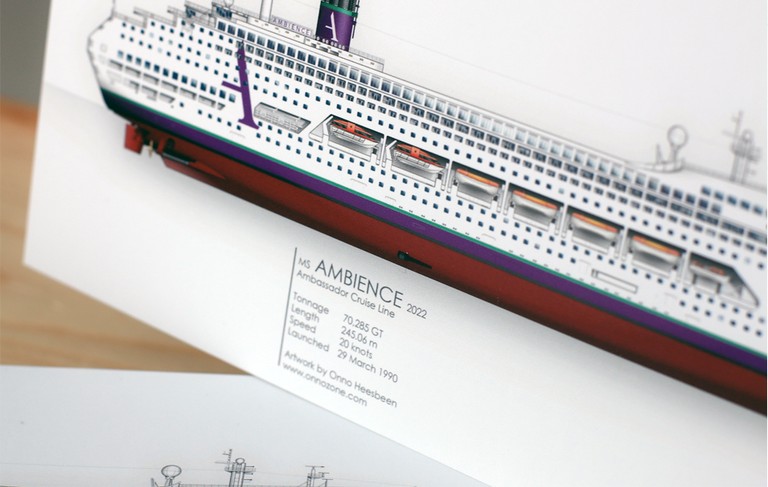 AMBIENCE
A
A
MS AMBIENCE 2022
Ambassador Cruise Line
Tonnage 70.285 GT
Length 245.06 m
Speed 20 knots
Launched 29 March 1990
Artwork by Onno Heesbeen
www.onnozone.com